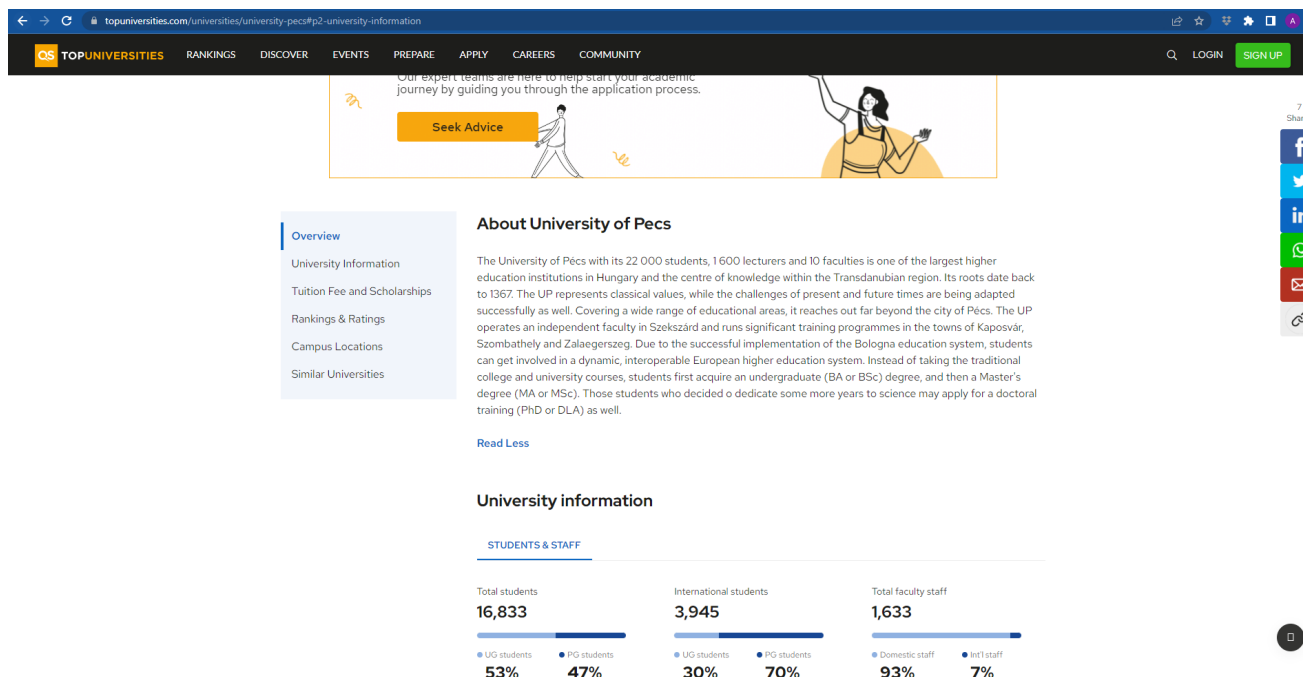 topuniversities.com/universities/university-pecs#p2-university-information
A
QS TOPUNIVERSITIES RANKINGS DISCOVER EVENTS PREPARE APPLY CAREERS COMMUNITY LOGIN SIGN UP
Our expert teams are here to help start your academic
journey by guiding you through the application process.
Seek Advice
7
Shar
Overview
University Information
Tuition Fee and Scholarships
Rankings & Ratings
Campus Locations
Similar Universities
About University of Pecs
The University of Pécs with its 22 000 students, 1 600 lecturers and 10 faculties is one of the largest higher
education institutions in Hungary and the centre of knowledge within the Transdanubian region. Its roots date back
to 1367. The UP represents classical values, while the challenges of present and future times are being adapted
successfully as well. Covering a wide range of educational areas, it reaches out far beyond the city of Pécs. The UP
operates an independent faculty in Szekszárd and runs significant training programmes in the towns of Kaposvár,
Szombathely and Zalaegerszeg. Due to the successful implementation of the Bologna education system, students
can get involved in a dynamic, interoperable European higher education system. Instead of taking the traditional
college and university courses, students first acquire an undergraduate (BA or BSc) degree, and then a Master's
degree (MA or MSc). Those students who decided o dedicate some more years to science may apply for a doctoral
training (PhD or DLA) as well.
Read Less
University information
STUDENTS & STAFF
Total students International students Total faculty staff
16,833 3,945 1,633
UG students PG students UG students PG students Domestic staff Int'l staff
53% 47% 30% 70% 93% 7%